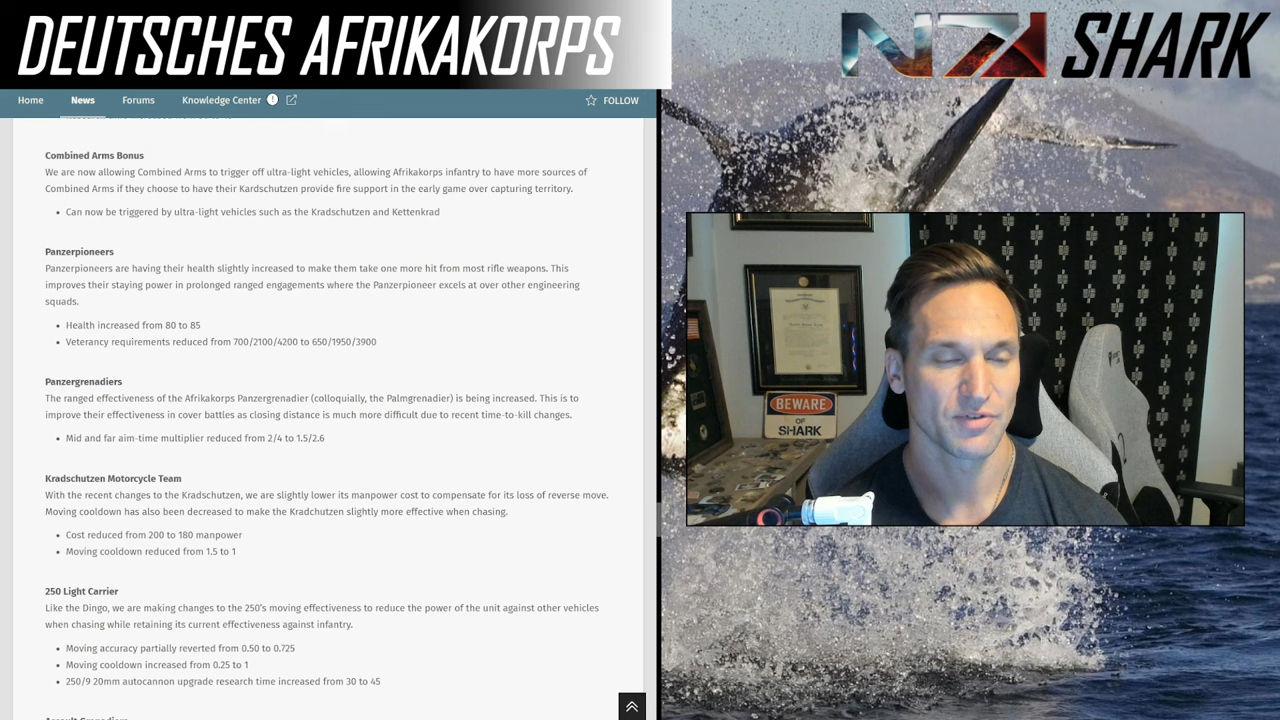 DEUTSCHES AFRIKAKORPS
N7 SHARK
Home News Forums Knowledge Center FOLLOW
Combined Arms Bonus
We are now allowing Combined Arms to trigger off ultra-light vehicles, allowing Afrikakorps infantry to have more sources of
Combined Arms if they choose to have their Kardschutzen provide fire support in the early game over capturing territory.
• Can now be triggered by ultra-light vehicles such as the Kradschutzen and Kettenkrad
Panzerpioneers
Panzerpioneers are having their health slightly increased to make them take one more hit from most rifle weapons. This
improves their staying power in prolonged ranged engagements where the Panzerpioneer excels at over other engineering
squads.
• Health increased from 80 to 85
• Veterancy requirements reduced from 700/2100/4200 to 650/1950/3900
Panzergrenadiers
The ranged effectiveness of the Afrikakorps Panzergrenadier (colloquially, the Palmgrenadier) is being increased. This is to
improve their effectiveness in cover battles as closing distance is much more difficult due to recent time-to-kill changes.
• Mid and far aim-time multiplier reduced from 2/4 to 1.5/2.6
Kradschutzen Motorcycle Team
With the recent changes to the Kradschutzen, we are slightly lower its manpower cost to compensate for its loss of reverse move.
Moving cooldown has also been decreased to make the Kradchutzen slightly more effective when chasing.
• Cost reduced from 200 to 180 manpower
• Moving cooldown reduced from 1.5 to 1
250 Light Carrier
Like the Dingo, we are making changes to the 250's moving effectiveness to reduce the power of the unit against other vehicles
when chasing while retaining its current effectiveness against infantry.
• Moving accuracy partially reverted from 0.50 to 0.725
• Moving cooldown increased from 0.25 to 1
• 250/9 20mm autocannon upgrade research time increased from 30 to 45
BEWARE
OF
SHARK